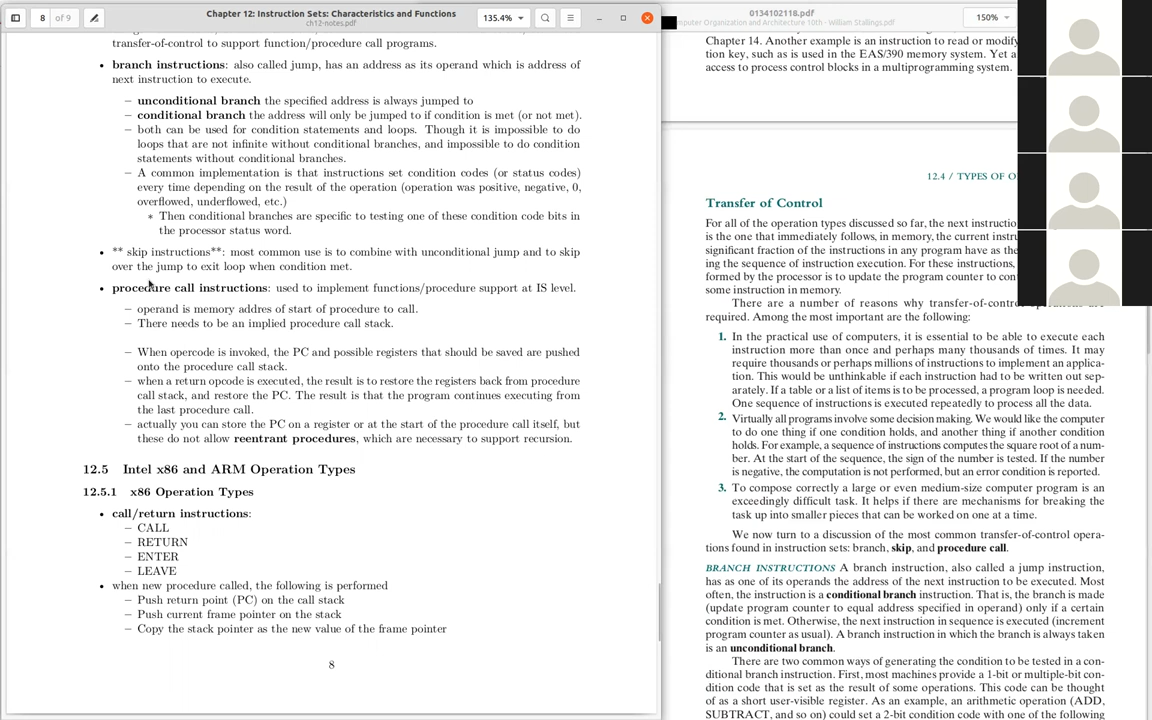 8 of 9
Chapter 12: Instruction Sets: Characteristics and Functions
ch12-notes.pdf
135.4%
transfer-of-control to support function/procedure call programs.
• branch instructions: also called jump, has an address as its operand which is address of
next instruction to execute.
– unconditional branch the specified address is always jumped to
– conditional branch the address will only be jumped to if condition is met (or not met).
– both can be used for condition statements and loops. Though it is impossible to do
loops that are not infinite without conditional branches, and impossible to do condition
statements without conditional branches.
– A common implementation is that instructions set condition codes (or status codes)
every time depending on the result of the operation (operation was positive, negative, 0,
overflowed, underflowed, etc.)
∗ Then conditional branches are specific to testing one of these condition code bits in
the processor status word.
• ** skip instructions**: most common use is to combine with unconditional jump and to skip
over the jump to exit loop when condition met.
• procedure call instructions: used to implement functions/procedure support at IS level.
– operand is memory addres of start of procedure to call.
– There needs to be an implied procedure call stack.
– When opercode is invoked, the PC and possible registers that should be saved are pushed
onto the procedure call stack.
– when a return opcode is executed, the result is to restore the registers back from procedure
call stack, and restore the PC. The result is that the program continues executing from
the last procedure call.
– actually you can store the PC on a register or at the start of the procedure call itself, but
these do not allow reentrant procedures, which are necessary to support recursion.
12.5 Intel x86 and ARM Operation Types
12.5.1 x86 Operation Types
• call/return instructions:
– CALL
– RETURN
– ENTER
– LEAVE
• when new procedure called, the following is performed
– Push return point (PC) on the call stack
– Push current frame pointer on the stack
– Copy the stack pointer as the new value of the frame pointer
8
0134102118.pdf
mputer Organization and Architecture 10th - William Stallings.pdf
150%
Chapter 14. Another example is an instruction to read or modify
tion key, such as is used in the EAS/390 memory system. Yet a
access to process control blocks in a multiprogramming system.
12.4 / TYPES OF O
Transfer of Control
For all of the operation types discussed so far, the next instructio
is the one that immediately follows, in memory, the current instru
significant fraction of the instructions in any program have as the
ing the sequence of instruction execution. For these instructions,
formed by the processor is to update the program counter to con
some instruction in memory.
There are a number of reasons why transfer-of-control operations are
required. Among the most important are the following:
1. In the practical use of computers, it is essential to be able to execute each
instruction more than once and perhaps many thousands of times. It may
require thousands or perhaps millions of instructions to implement an applica-
tion. This would be unthinkable if each instruction had to be written out sep-
arately. If a table or a list of items is to be processed, a program loop is needed.
One sequence of instructions is executed repeatedly to process all the data.
2. Virtually all programs involve some decision making. We would like the computer
to do one thing if one condition holds, and another thing if another condition
holds. For example, a sequence of instructions computes the square root of a num-
ber. At the start of the sequence, the sign of the number is tested. If the number
is negative, the computation is not performed, but an error condition is reported.
3. To compose correctly a large or even medium-size computer program is an
exceedingly difficult task. It helps if there are mechanisms for breaking the
task up into smaller pieces that can be worked on one at a time.
We now turn to a discussion of the most common transfer-of-control opera-
tions found in instruction sets: branch, skip, and procedure call.
BRANCH INSTRUCTIONS A branch instruction, also called a jump instruction,
has as one of its operands the address of the next instruction to be executed. Most
often, the instruction is a conditional branch instruction. That is, the branch is made
(update program counter to equal address specified in operand) only if a certain
condition is met. Otherwise, the next instruction in sequence is executed (increment
program counter as usual). A branch instruction in which the branch is always taken
is an unconditional branch.
There are two common ways of generating the condition to be tested in a con-
ditional branch instruction. First, most machines provide a 1-bit or multiple-bit con-
dition code that is set as the result of some operations. This code can be thought
of as a short user-visible register. As an example, an arithmetic operation (ADD,
SUBTRACT, and so on) could set a 2-bit condition code with one of the following